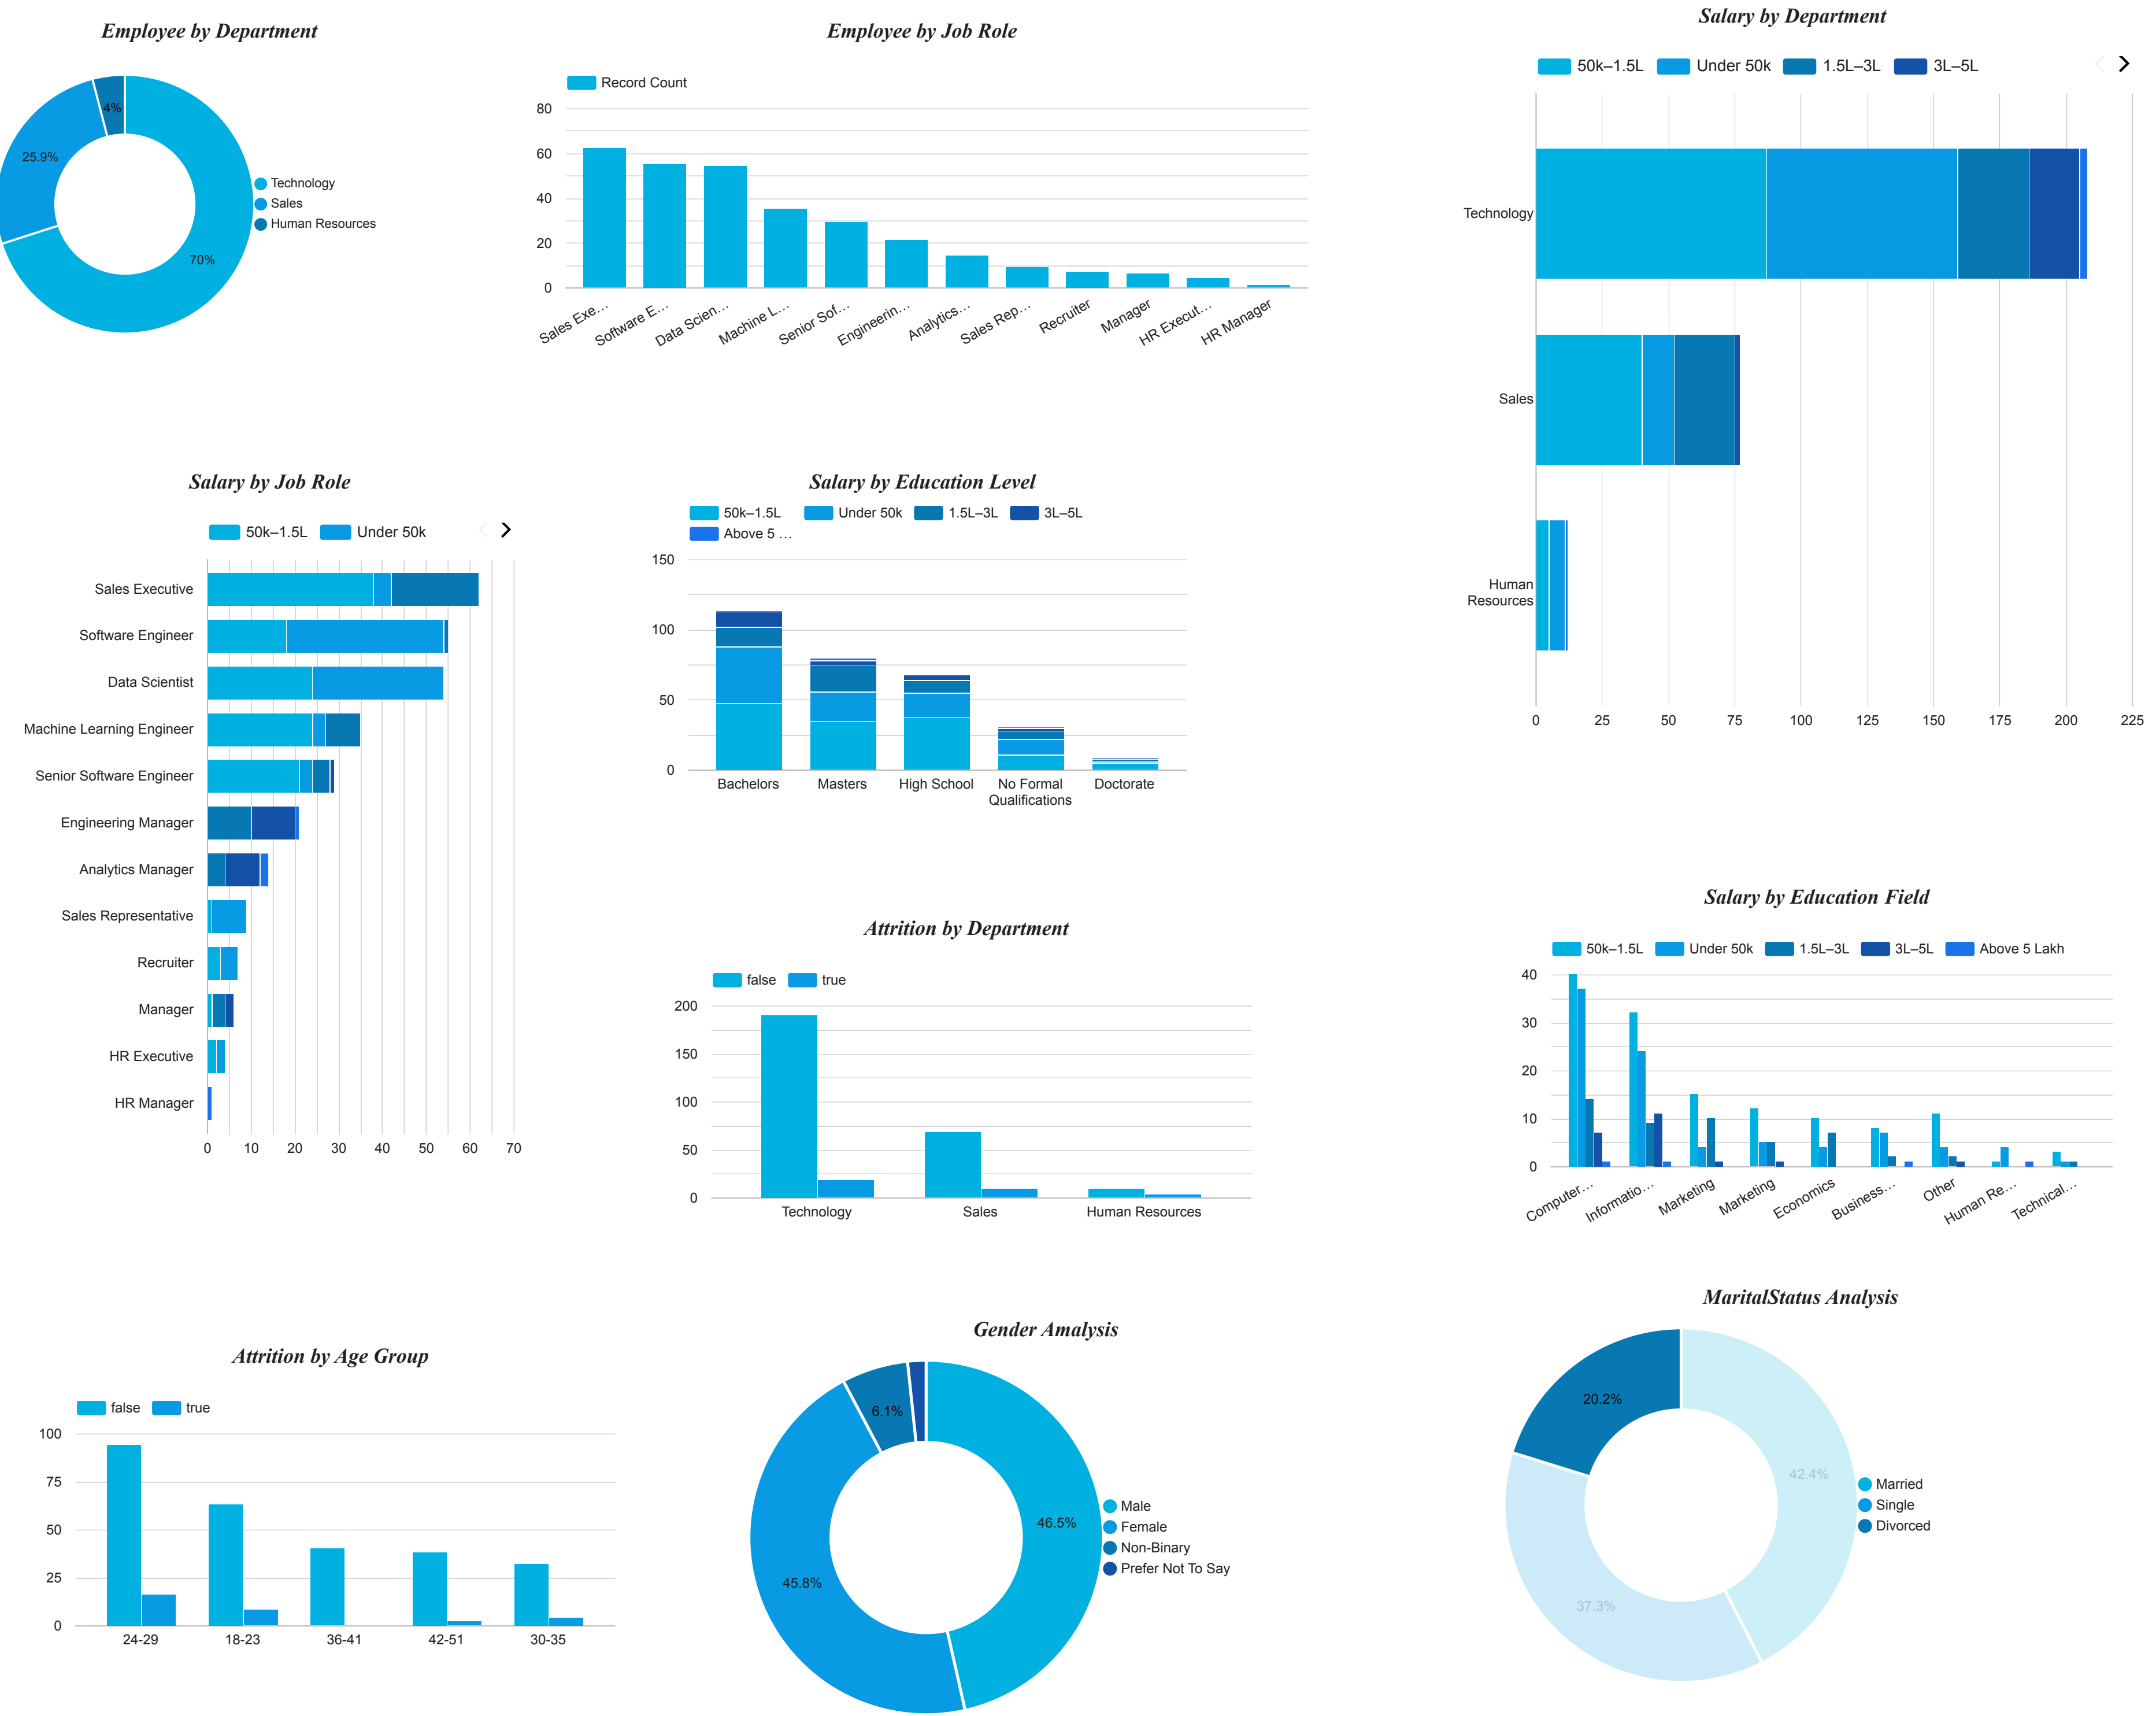 Employee by Department
4%
25.9%
70%
Technology
Sales
Human Resources
Employee by Job Role
Record Count
80
60
40
20
0
Sales Exe…
Software E…
Data Scien…
Machine L…
Senior Sof…
Engineerin…
Analytics…
Sales Rep…
Recruiter
Manager
HR Execut…
HR Manager
Salary by Department
50k–1.5L Under 50k 1.5L–3L 3L–5L
Technology
Sales
Human
Resources
0 25 50 75 100 125 150 175 200 225
Salary by Job Role
50k–1.5L Under 50k
Sales Executive
Software Engineer
Data Scientist
Machine Learning Engineer
Senior Software Engineer
Engineering Manager
Analytics Manager
Sales Representative
Recruiter
Manager
HR Executive
HR Manager
0 10 20 30 40 50 60 70
Salary by Education Level
50k–1.5L Under 50k 1.5L–3L 3L–5L
Above 5 …
150
100
50
0
Bachelors Masters High School No Formal Doctorate
Qualifications
Attrition by Department
false true
200
150
100
50
0
Technology Sales Human Resources
Salary by Education Field
50k–1.5L Under 50k 1.5L–3L 3L–5L Above 5 Lakh
40
30
20
10
0
Computer…
Informatio…
Marketing
Marketing
Economics
Business…
Other
Human Re…
Technical…
Attrition by Age Group
false true
100
75
50
25
0
24-29 18-23 36-41 42-51 30-35
Gender Amalysis
6.1%
46.5%
45.8%
Male
Female
Non-Binary
Prefer Not To Say
MaritalStatus Analysis
20.2%
42.4%
37.3%
Married
Single
Divorced